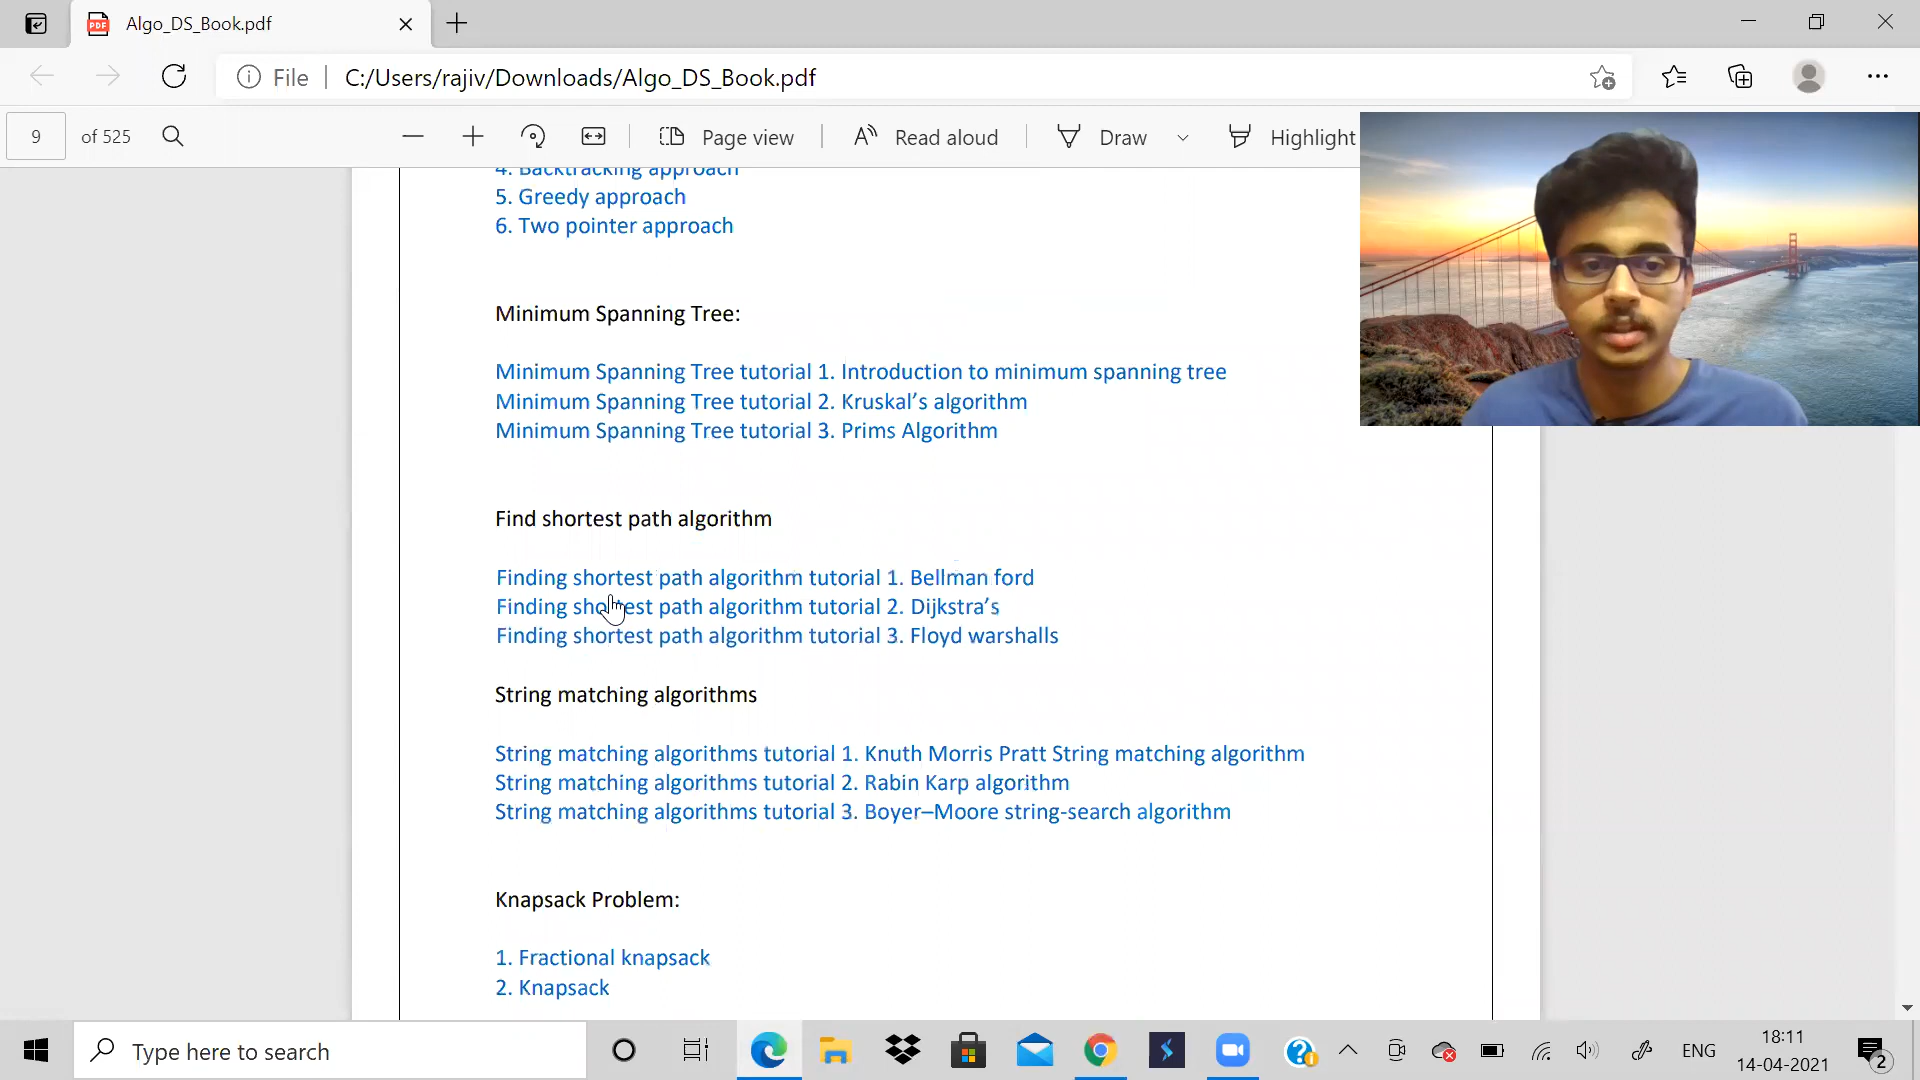 Algo_DS_Book.pdf
File
C:/Users/rajiv/Downloads/Algo_DS_Book.pdf
9 of 525
Page view
Read aloud
Draw
Highlight
4. Backtracking approach
5. Greedy approach
6. Two pointer approach
Minimum Spanning Tree:
Minimum Spanning Tree tutorial 1. Introduction to minimum spanning tree
Minimum Spanning Tree tutorial 2. Kruskal’s algorithm
Minimum Spanning Tree tutorial 3. Prims Algorithm
Find shortest path algorithm
Finding shortest path algorithm tutorial 1. Bellman ford
Finding shortest path algorithm tutorial 2. Dijkstra’s
Finding shortest path algorithm tutorial 3. Floyd warshalls
String matching algorithms
String matching algorithms tutorial 1. Knuth Morris Pratt String matching algorithm
String matching algorithms tutorial 2. Rabin Karp algorithm
String matching algorithms tutorial 3. Boyer–Moore string-search algorithm
Knapsack Problem:
1. Fractional knapsack
2. Knapsack
Type here to search
ENG
18:11
14-04-2021
2